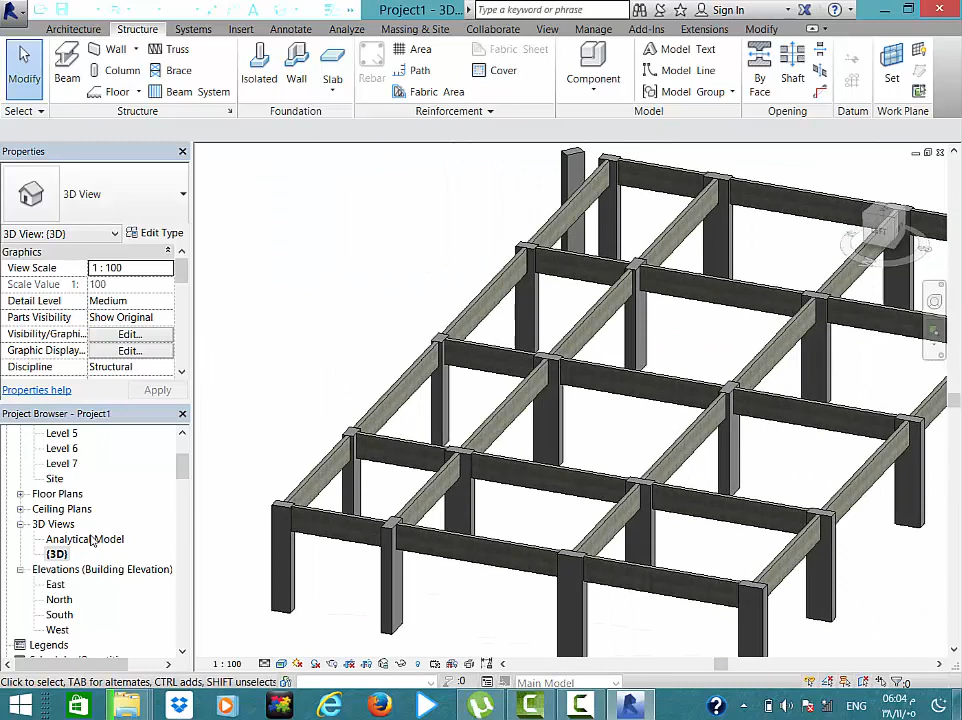 Project1 - 3D... Type a keyword or phrase Sign In
Architecture Structure Systems Insert Annotate Analyze Massing & Site Collaborate View Manage Add-Ins Extensions Modify
Modify Beam Wall Truss Column Brace Floor Beam System Isolated Wall Slab Rebar Area Path Fabric Area Fabric Sheet Cover Component Model Text Model Line Model Group By Face Shaft Set
Select Structure Foundation Reinforcement Model Opening Datum Work Plane
Properties
3D View
3D View: {3D} Edit Type
Graphics
View Scale 1 : 100
Scale Value 1: 100
Detail Level Medium
Parts Visibility Show Original
Visibility/Graphi... Edit...
Graphic Display... Edit...
Discipline Structural
Properties help Apply
Project Browser - Project1
Level 5
Level 6
Level 7
Site
Floor Plans
Ceiling Plans
3D Views
Analytical Model
{3D}
Elevations (Building Elevation)
East
North
South
West
Legends
1 : 100
Click to select, TAB for alternates, CTRL adds, SHIFT unselects. :0 Main Model :0
ENG 06:04 م
٣٨/١١/٠